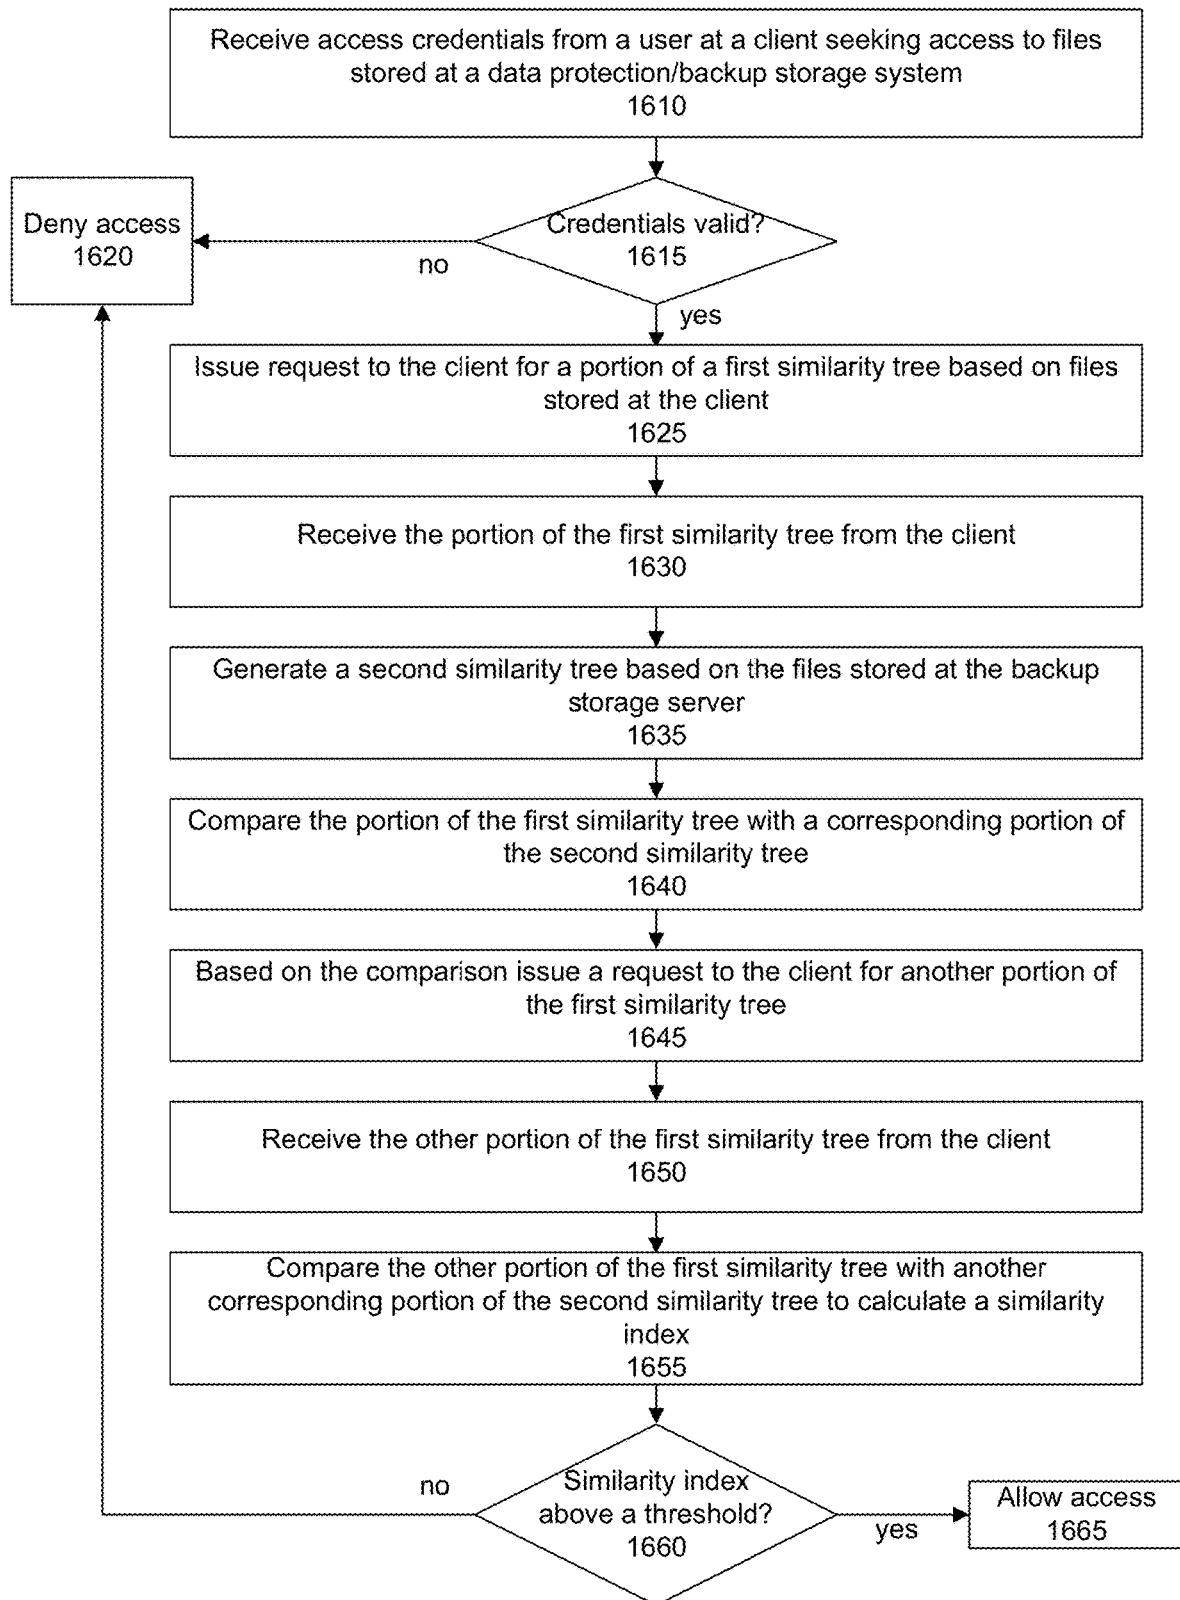 Receive access credentials from a user at a client seeking access to files
stored at a data protection/backup storage system
1610
Deny access
1620
Credentials valid?
1615
no
yes
Issue request to the client for a portion of a first similarity tree based on files
stored at the client
1625
Receive the portion of the first similarity tree from the client
1630
Generate a second similarity tree based on the files stored at the backup
storage server
1635
Compare the portion of the first similarity tree with a corresponding portion of
the second similarity tree
1640
Based on the comparison issue a request to the client for another portion of
the first similarity tree
1645
Receive the other portion of the first similarity tree from the client
1650
Compare the other portion of the first similarity tree with another
corresponding portion of the second similarity tree to calculate a similarity
index
1655
no
Similarity index
above a threshold?
1660
yes
Allow access
1665